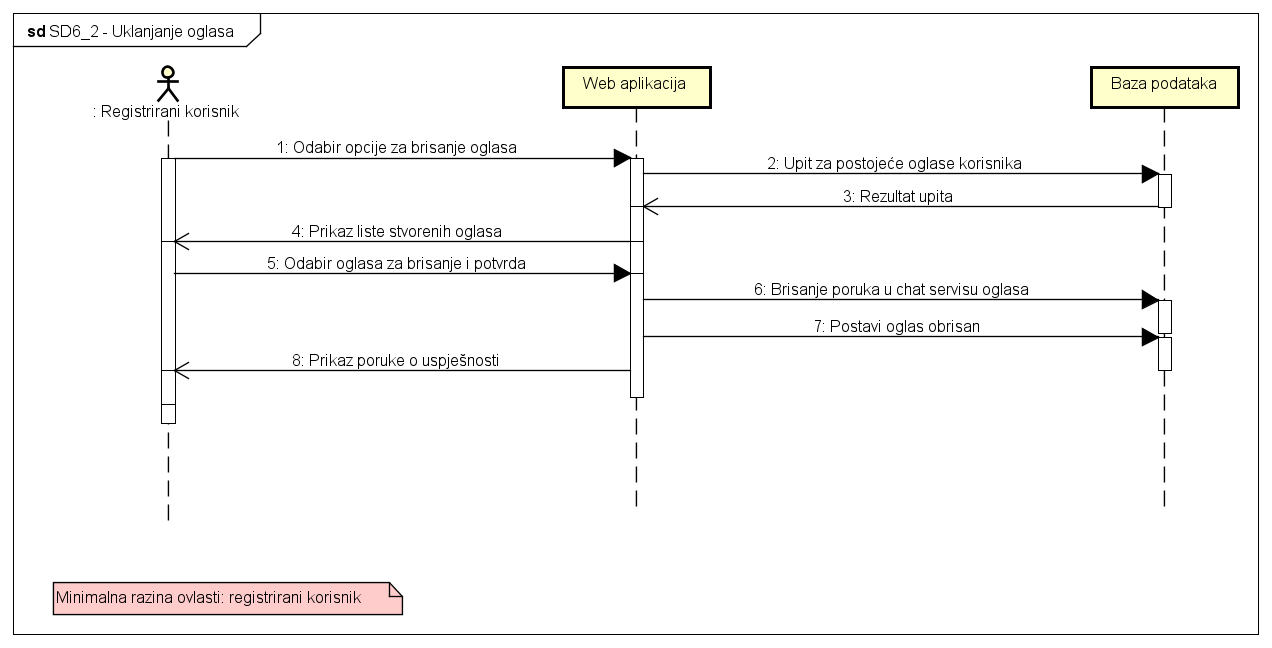 sd SD6_2 - Uklanjanje oglasa
: Registrirani korisnik
Web aplikacija
Baza podataka
1: Odabir opcije za brisanje oglasa
2: Upit za postojeće oglase korisnika
3: Rezultat upita
4: Prikaz liste stvorenih oglasa
5: Odabir oglasa za brisanje i potvrda
6: Brisanje poruka u chat servisu oglasa
7: Postavi oglas obrisan
8: Prikaz poruke o uspješnosti
Minimalna razina ovlasti: registrirani korisnik